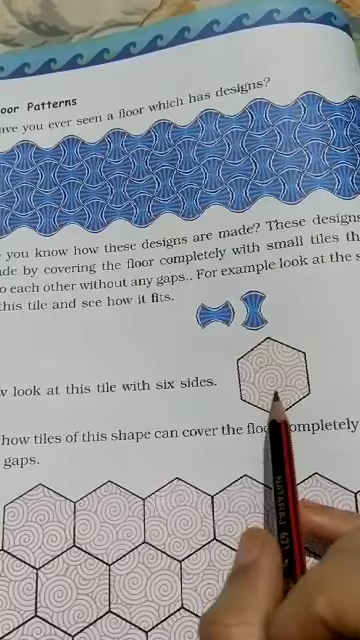 oor Patterns
ave you ever seen a floor which has designs?
you know how these designs are made? These designs
de by covering the floor completely with small tiles th
o each other without any gaps.. For example look at the s
this tile and see how it fits.
w look at this tile with six sides.
how tiles of this shape can cover the floo ompletely
gaps.
NATARAJ 621